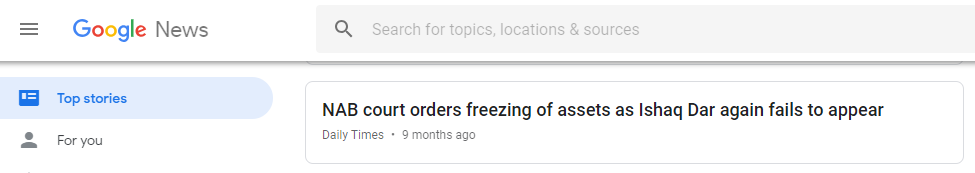 Google News
Search for topics, locations & sources
Top stories
For you
NAB court orders freezing of assets as Ishaq Dar again fails to appear
Daily Times • 9 months ago